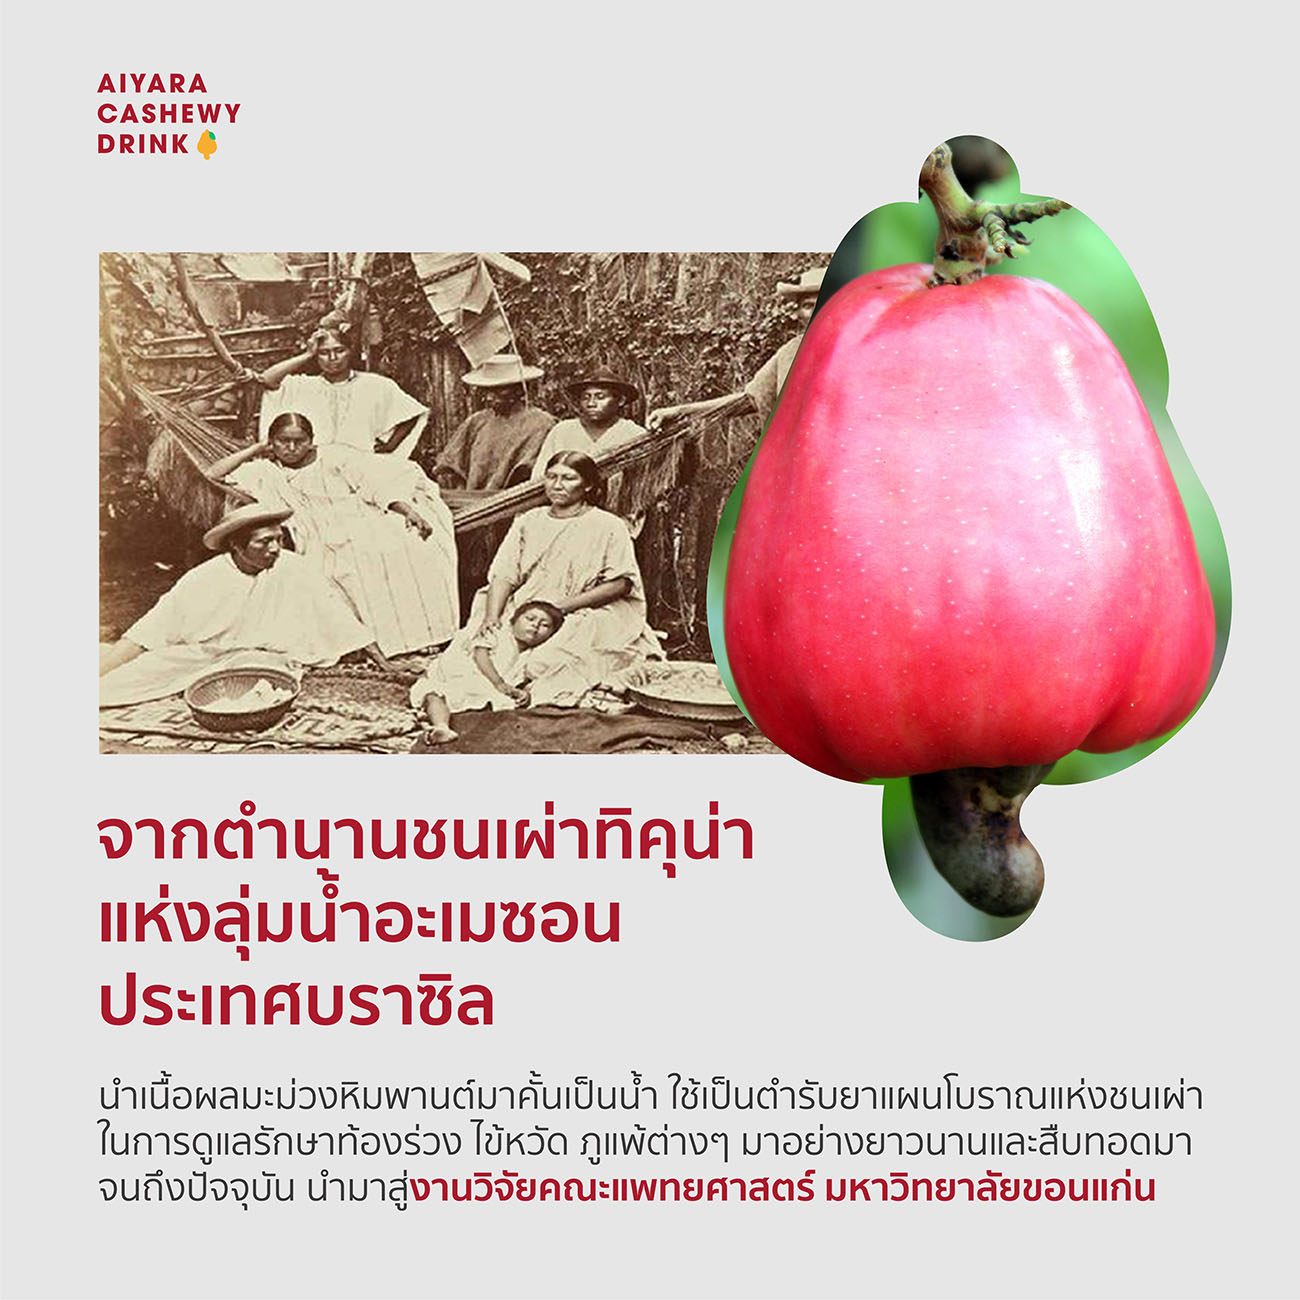 AIYARA
CASHEWY
DRINK
จากตำนานชนเผ่าทิคุน่า
แห่งลุ่มน้ำอะเมซอน
ประเทศบราซิล
นำเนื้อผลมะม่วงหิมพานต์มาคั้นเป็นน้ำ ใช้เป็นตำรับยาแผนโบราณแห่งชนเผ่า
ในการดูแลรักษาท้องร่วง ไข้หวัด ภูแพ้ต่างๆ มาอย่างยาวนานและสืบทอดมา
จนถึงปัจจุบัน นำมาสู่งานวิจัยคณะแพทยศาสตร์ มหาวิทยาลัยขอนแก่น